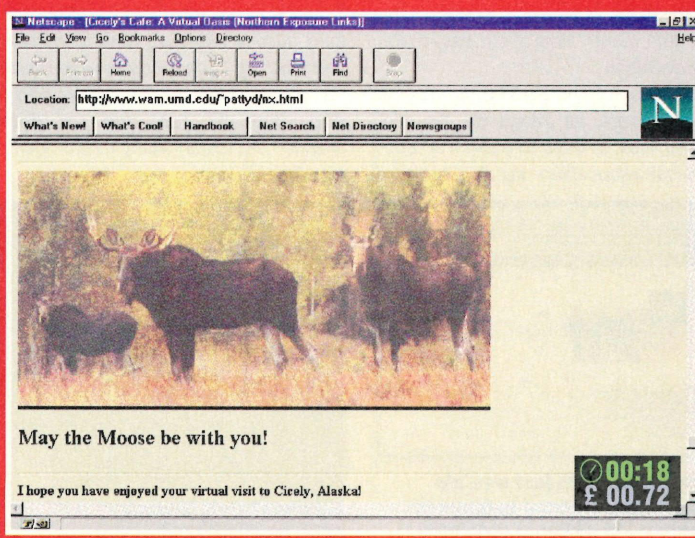 Netscape - [Cicely's Cafe: A Virtual Oasis (Northern Exposure Links)]
File Edit View Go Bookmarks Options Directory Help
Back Forward Home Reload Images Open Print Find Stop
Location: http://www.wam.umd.edu/~pattyd/nx.html
What's New! What's Cool! Handbook Net Search Net Directory Newsgroups
N
May the Moose be with you!
I hope you have enjoyed your virtual visit to Cicely, Alaska!
00:18
£ 00.72